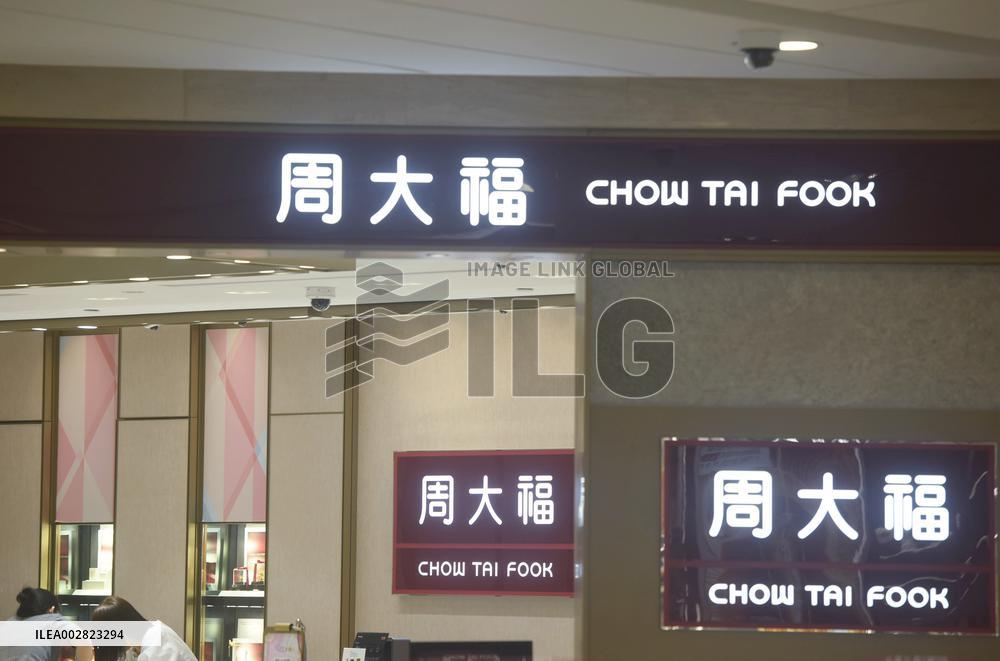 周大福 CHOW TAI FOOK
IMAGE LINK GLOBAL
ILG
周大福
CHOW TAI FOOK
周大福
CHOW TAI FOOK
ILEA002823294